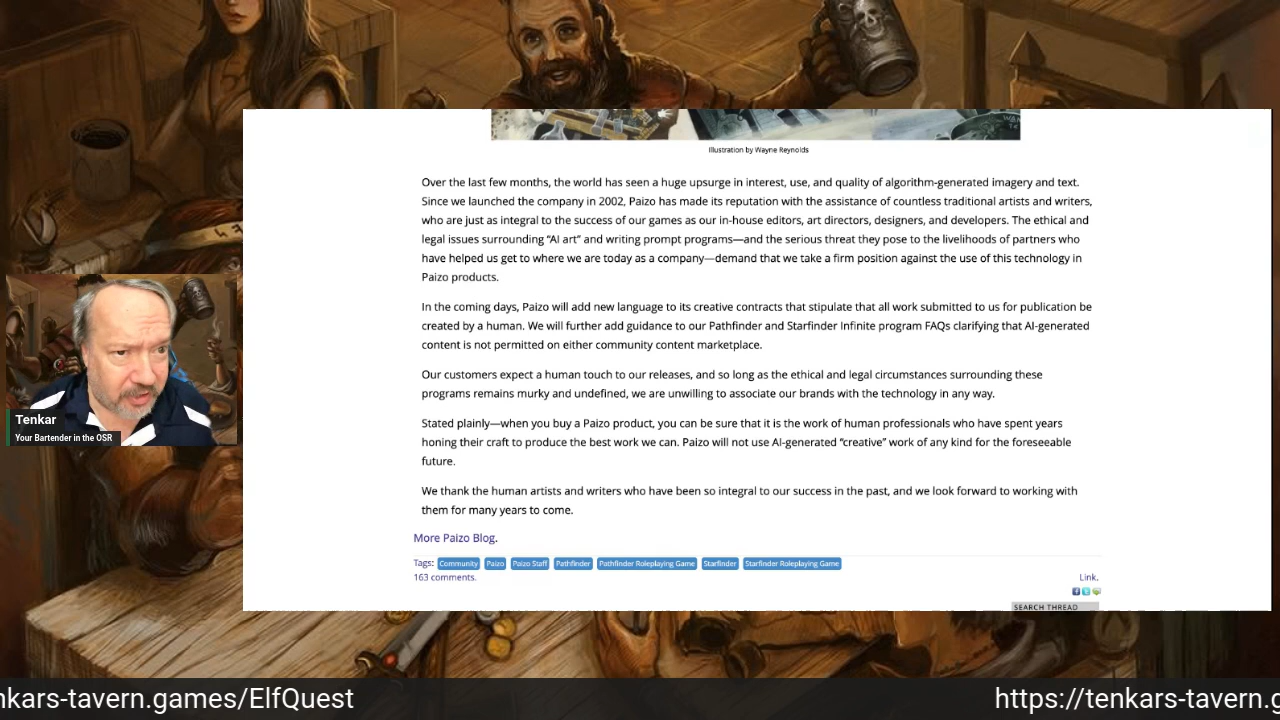 Illustration by Wayne Reynolds
Over the last few months, the world has seen a huge upsurge in interest, use, and quality of algorithm-generated imagery and text.
Since we launched the company in 2002, Paizo has made its reputation with the assistance of countless traditional artists and writers,
who are just as integral to the success of our games as our in-house editors, art directors, designers, and developers. The ethical and
legal issues surrounding “AI art” and writing prompt programs—and the serious threat they pose to the livelihoods of partners who
have helped us get to where we are today as a company—demand that we take a firm position against the use of this technology in
Paizo products.
In the coming days, Paizo will add new language to its creative contracts that stipulate that all work submitted to us for publication be
created by a human. We will further add guidance to our Pathfinder and Starfinder Infinite program FAQs clarifying that AI-generated
content is not permitted on either community content marketplace.
Our customers expect a human touch to our releases, and so long as the ethical and legal circumstances surrounding these
programs remains murky and undefined, we are unwilling to associate our brands with the technology in any way.
Stated plainly—when you buy a Paizo product, you can be sure that it is the work of human professionals who have spent years
honing their craft to produce the best work we can. Paizo will not use AI-generated “creative” work of any kind for the foreseeable
future.
We thank the human artists and writers who have been so integral to our success in the past, and we look forward to working with
them for many years to come.
More Paizo Blog.
Tags: Community Paizo Paizo Staff Pathfinder Pathfinder Roleplaying Game Starfinder Starfinder Roleplaying Game
163 comments.
Link.
SEARCH THREAD
Tenkar
Your Bartender in the OSR
nkars-tavern.games/ElfQuest
https://tenkars-tavern.g